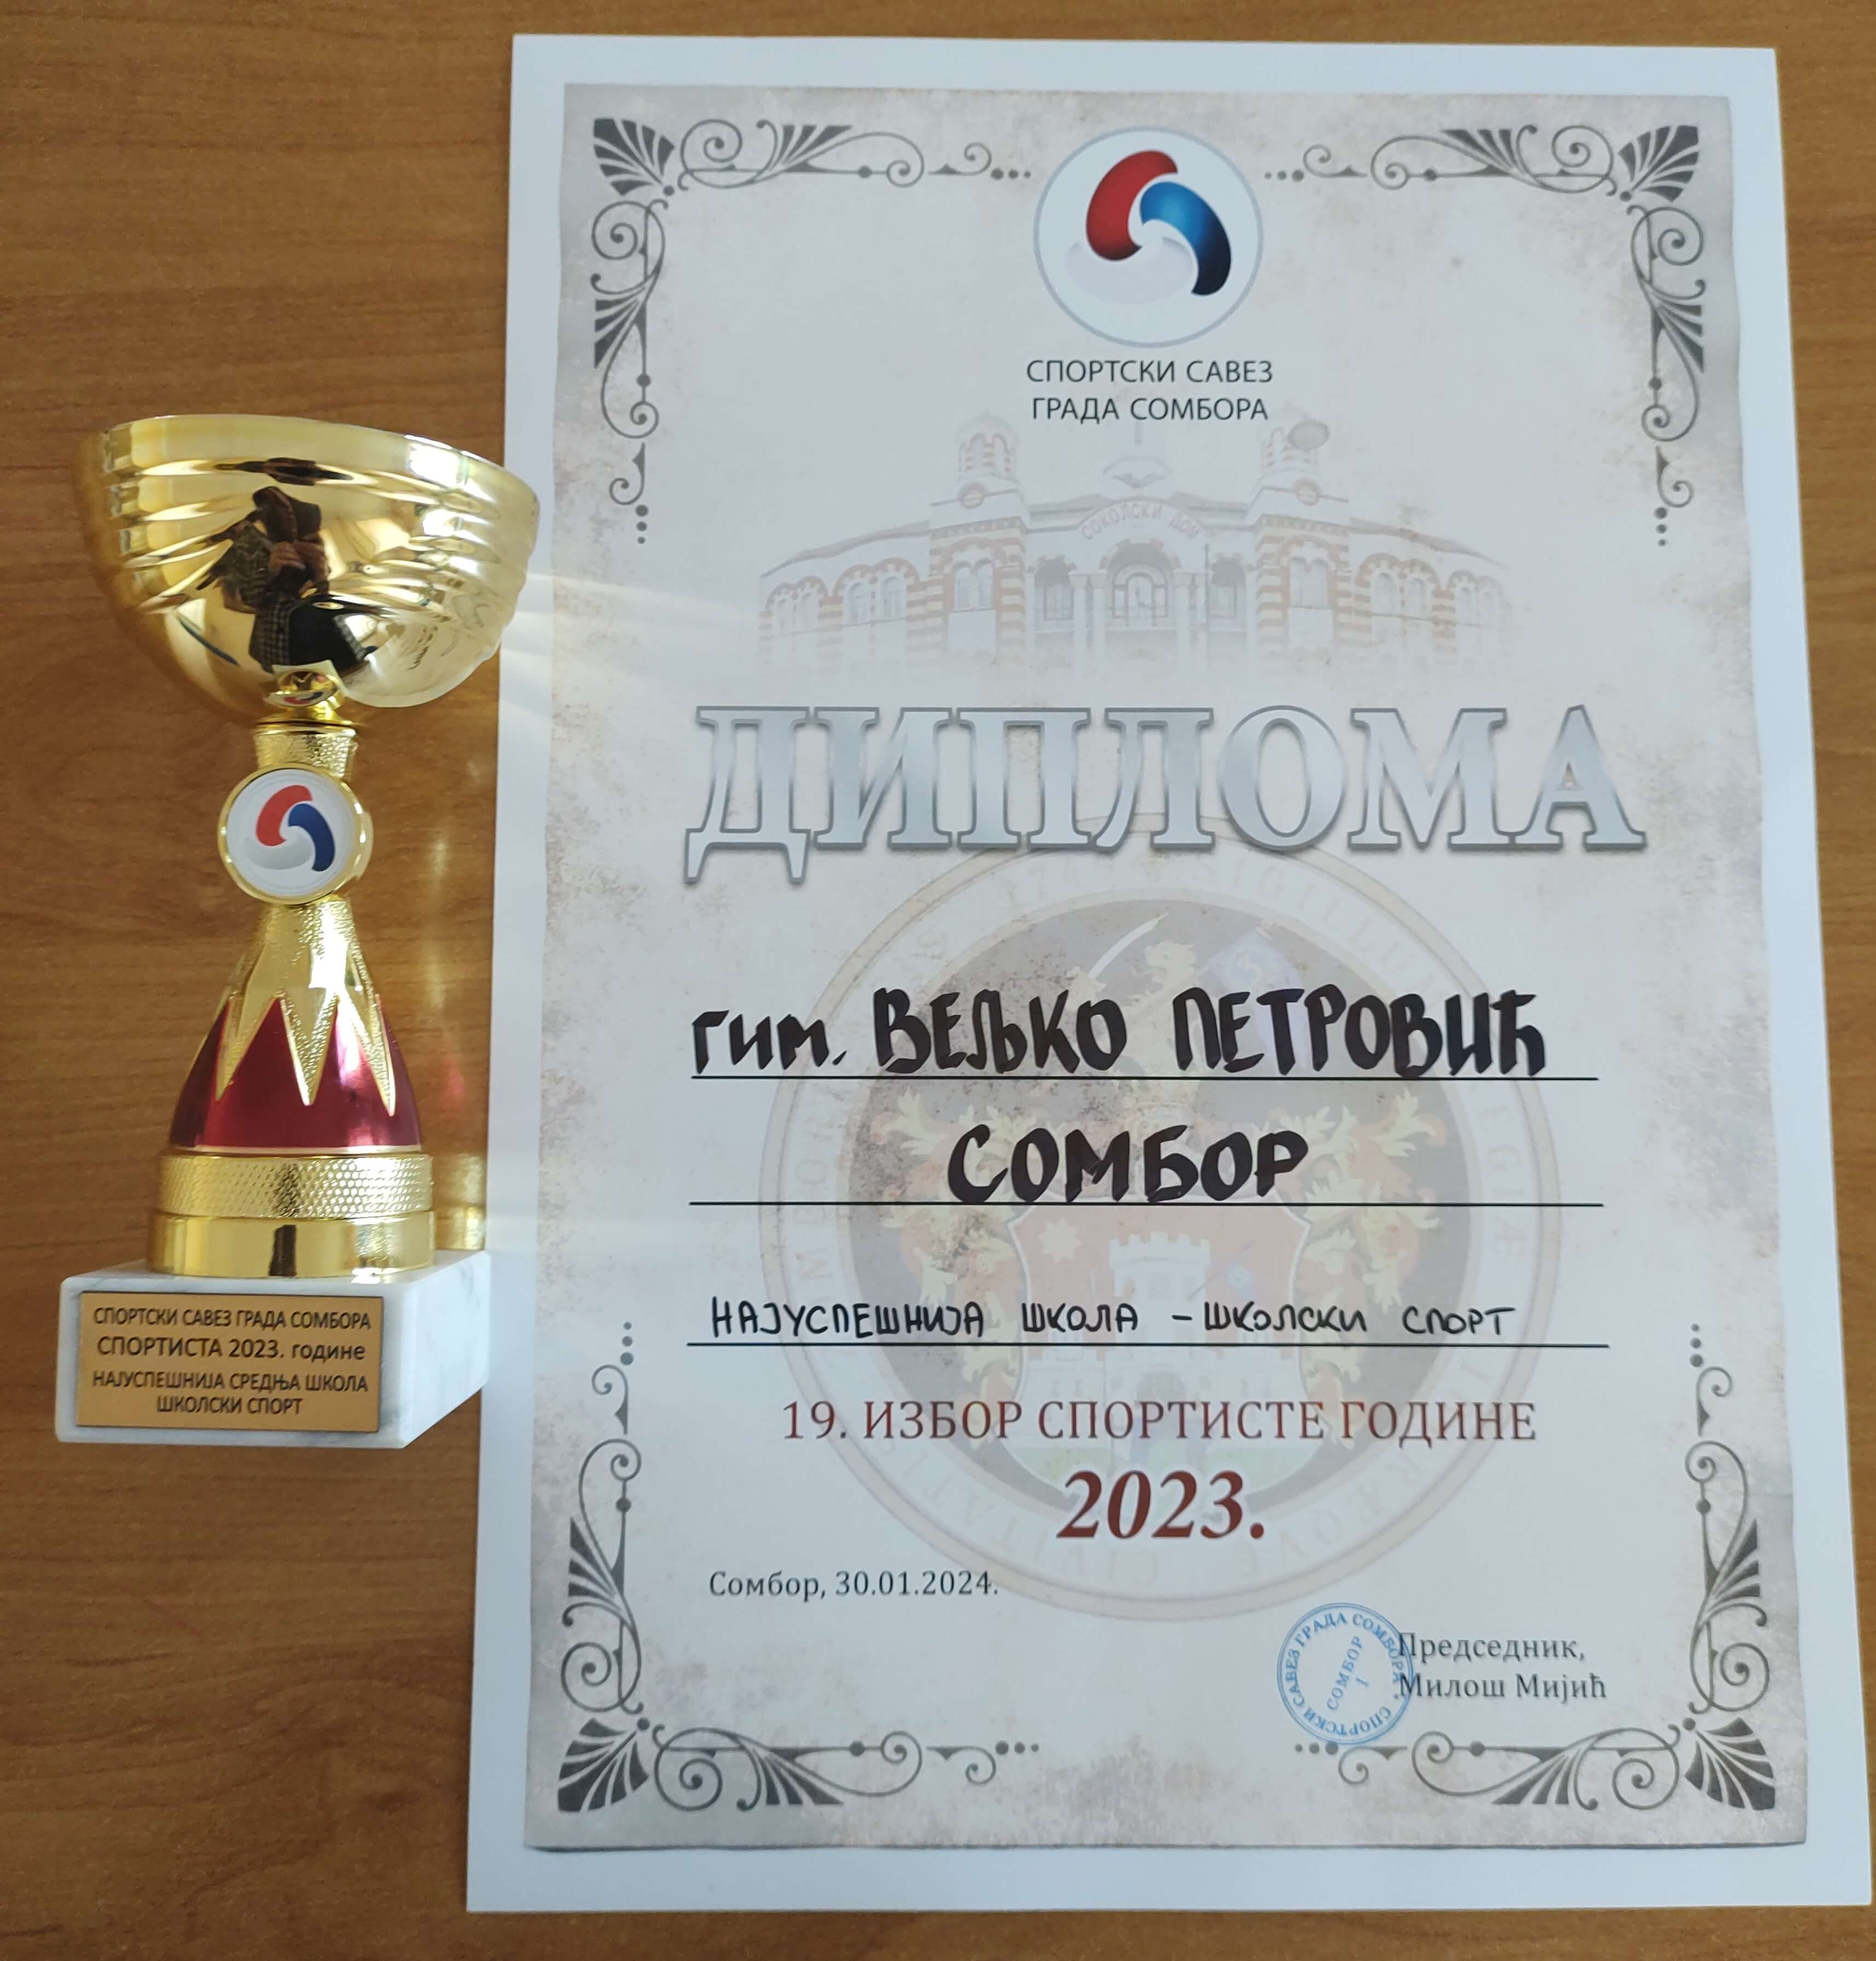 СПОРТСКИ САВЕЗ
ГРАДА СОМБОРА
СОКОЛСКИ ДОМ
ДИПЛОМА
гим. ВЕЉКО ПЕТРОВИЋ
СОМБОР
НАЈУСПЕШНИЈА ШКОЛА - ШКОЛСКИ СПОРТ
19. ИЗБОР СПОРТИСТЕ ГОДИНЕ
2023.
Сомбор, 30.01.2024.
Председник,
Милош Мијић
СПОРТСКИ САВЕЗ ГРАДА СОМБОРА
СОМБОР
1
СПОРТСКИ САВЕЗ ГРАДА СОМБОРА
СПОРТИСТА 2023. године
НАЈУСПЕШНИЈА СРЕДЊА ШКОЛА
ШКОЛСКИ СПОРТ